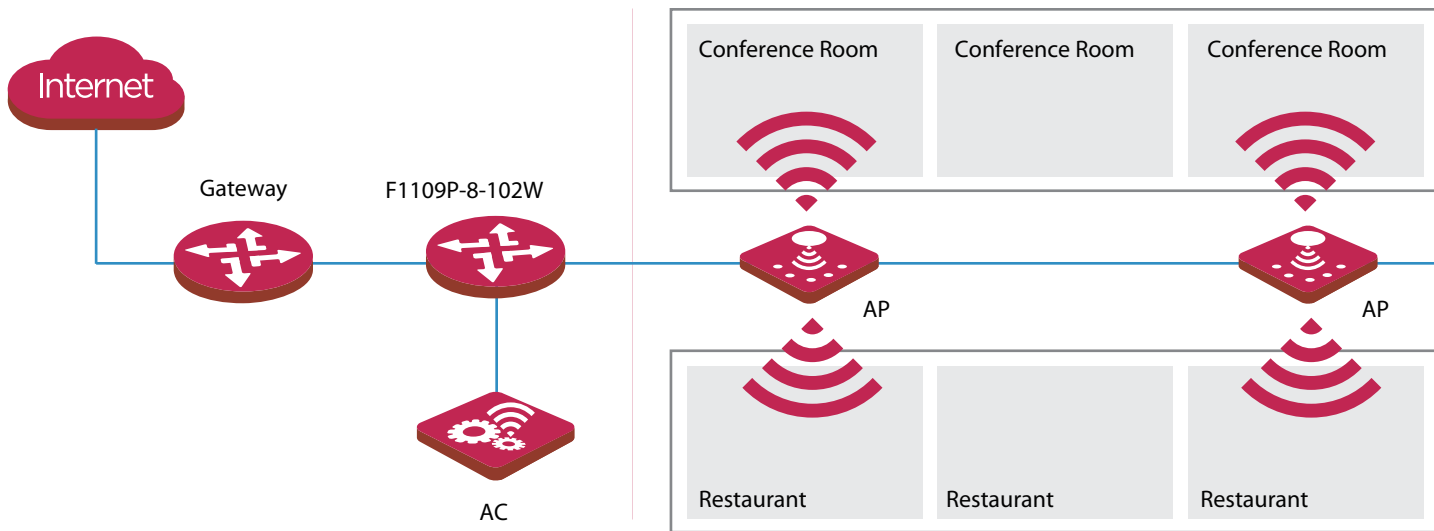 Internet
Gateway
F1109P-8-102W
AC
Conference Room
Conference Room
Conference Room
AP
AP
Restaurant
Restaurant
Restaurant